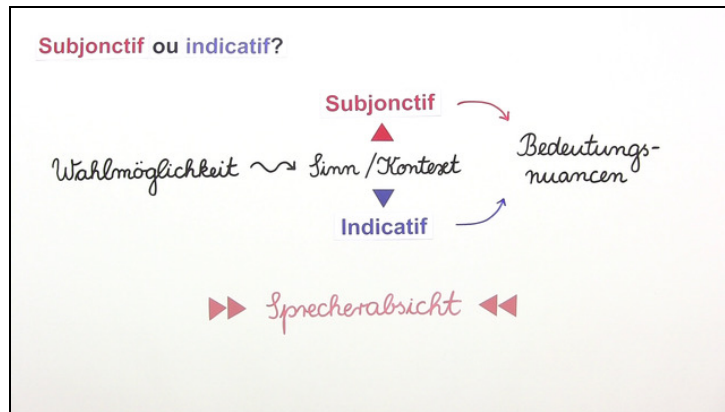 Subjonctif ou indicatif?
Subjonctif
Wahlmöglichkeit Sinn / Kontext Bedeutungs-
nuancen
Indicatif
Sprecherabsicht